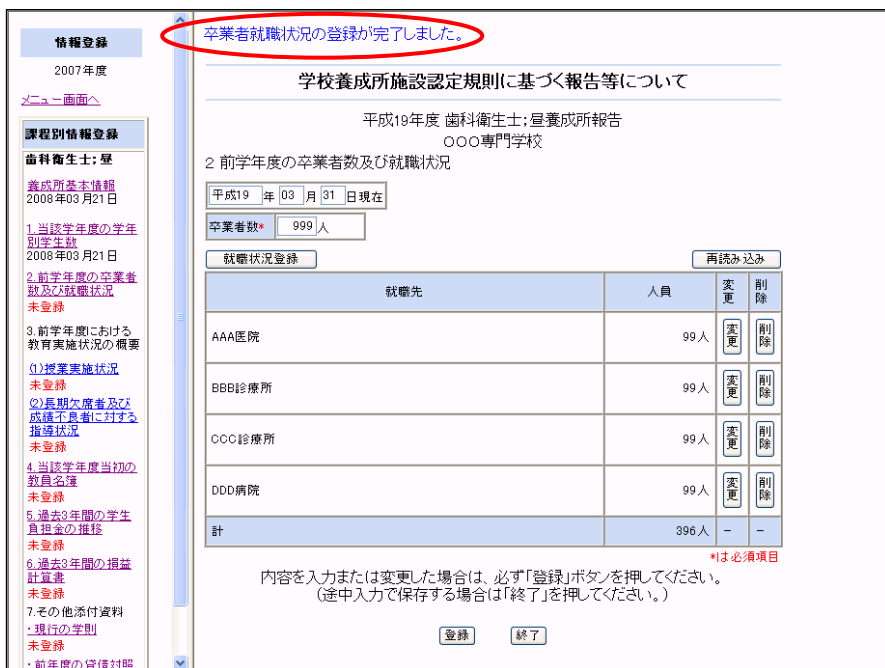 情報登録
2007年度
メニュー画面へ
課程別情報登録
歯科衛生士;昼
養成所基本情報
2008年03月21日
1.当該学年度の学年
別学生数
2008年03月21日
2.前学年度の卒業者
数及び就職状況
未登録
3.前学年度における
教育実施状況の概要
(1)授業実施状況
未登録
(2)長期欠席者及び
成績不良者に対する
指導状況
未登録
4.当該学年度当初の
教員名簿
未登録
5.過去3年間の学生
負担金の推移
未登録
6.過去3年間の損益
計算書
未登録
7.その他添付資料
・現行の学則
未登録
・前年度の貸借対照
卒業者就職状況の登録が完了しました。
学校養成所施設認定規則に基づく報告等について
平成19年度 歯科衛生士;昼養成所報告
○○○専門学校
2 前学年度の卒業者数及び就職状況
平成19 年 03 月 31 日現在
卒業者数* 999 人
就職状況登録 再読み込み
就職先 人員 変更 削除
AAA医院 99人 変更 削除
BBB診療所 99人 変更 削除
CCC診療所 99人 変更 削除
DDD病院 99人 変更 削除
計 396人 － －
*は必須項目
内容を入力または変更した場合は、必ず「登録」ボタンを押してください。
(途中入力で保存する場合は「終了」を押してください。)
登録 終了